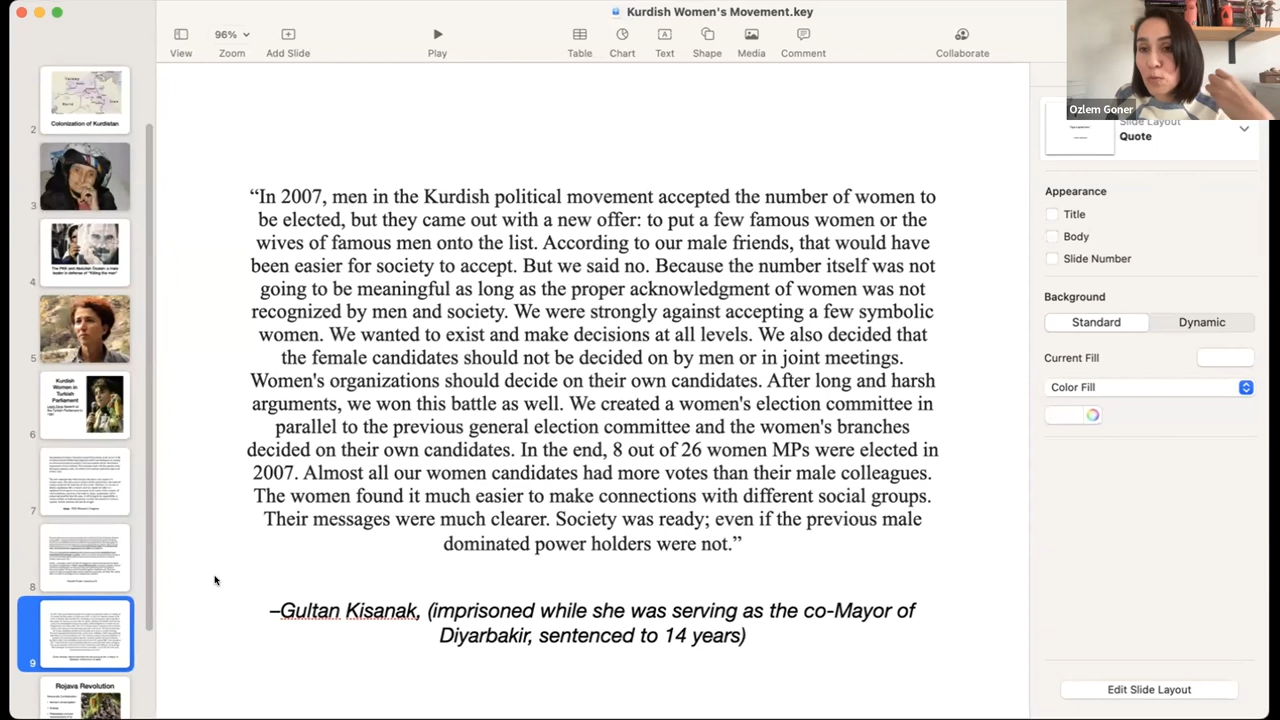 Kurdish Women's Movement.key
View
96%
Zoom
Add Slide
Play
Table
Chart
Text
Shape
Media
Comment
Collaborate
Ozlem Goner
2
Colonization of Kurdistan
3
4
5
Kurdish
Women in
Turkish
Parliament
6
7
8
9
Rojava Revolution
“In 2007, men in the Kurdish political movement accepted the number of women to
be elected, but they came out with a new offer: to put a few famous women or the
wives of famous men onto the list. According to our male friends, that would have
been easier for society to accept. But we said no. Because the number itself was not
going to be meaningful as long as the proper acknowledgment of women was not
recognized by men and society. We were strongly against accepting a few symbolic
women. We wanted to exist and make decisions at all levels. We also decided that
the female candidates should not be decided on by men or in joint meetings.
Women's organizations should decide on their own candidates. After long and harsh
arguments, we won this battle as well. We created a women's election committee in
parallel to the previous general election committee and the women's branches
decided on their own candidates. In the end, 8 out of 26 women MPs were elected in
2007. Almost all our women candidates had more votes than their male colleagues.
The women found it much easier to make connections with different social groups.
Their messages were much clearer. Society was ready; even if the previous male
dominated power holders were not.”
–Gultan Kisanak, (imprisined while she was serving as the co-Mayor of
Diyarbakir, sentenced to 14 years)
Slide Layout
Quote
Appearance
Title
Body
Slide Number
Background
Standard
Dynamic
Current Fill
Color Fill
Edit Slide Layout